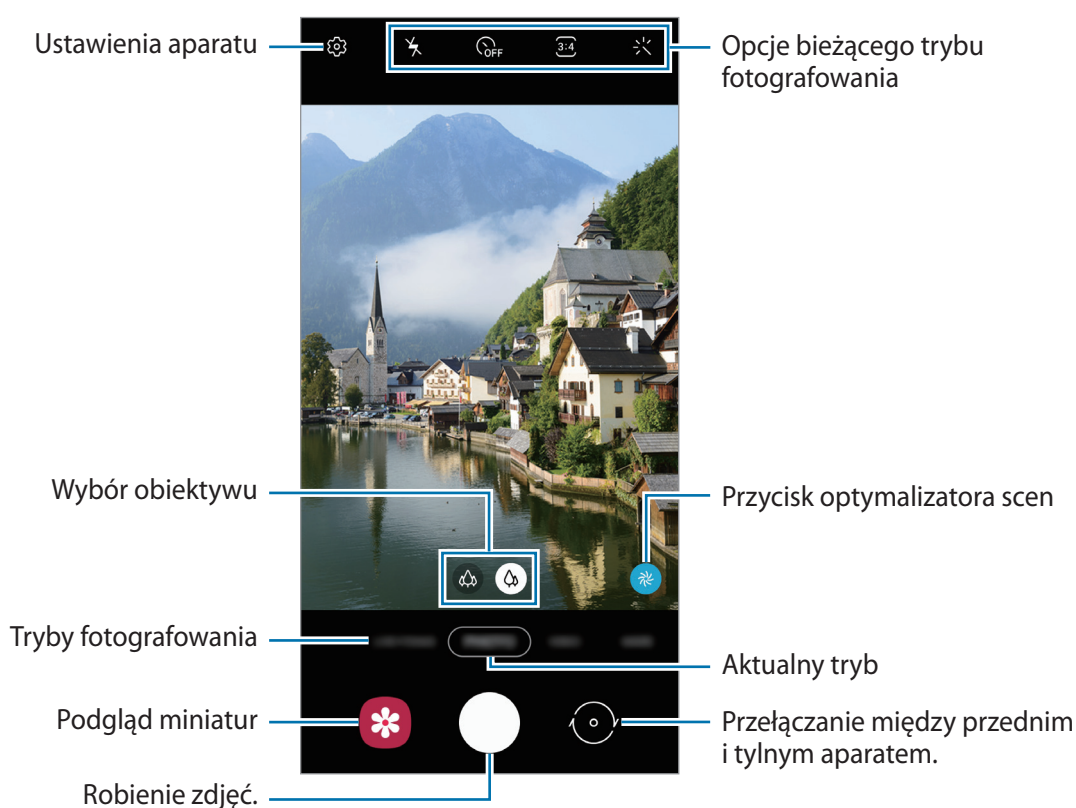 Ustawienia aparatu
OFF
3:4
Opcje bieżącego trybu
fotografowania
Wybór obiektywu
Przycisk optymalizatora scen
Tryby fotografowania
Aktualny tryb
Podgląd miniatur
Przełączanie między przednim
i tylnym aparatem.
Robienie zdjęć.